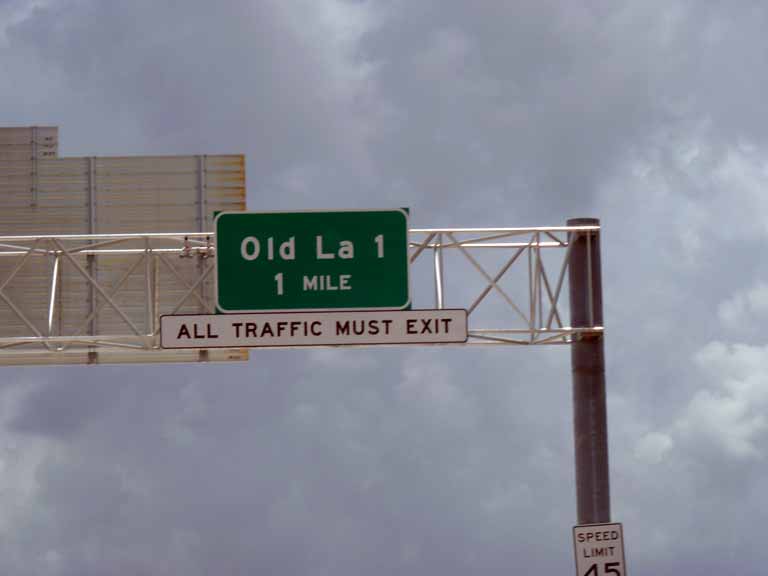 Old La 1
1 MILE
ALL TRAFFIC MUST EXIT
SPEED
LIMIT
45